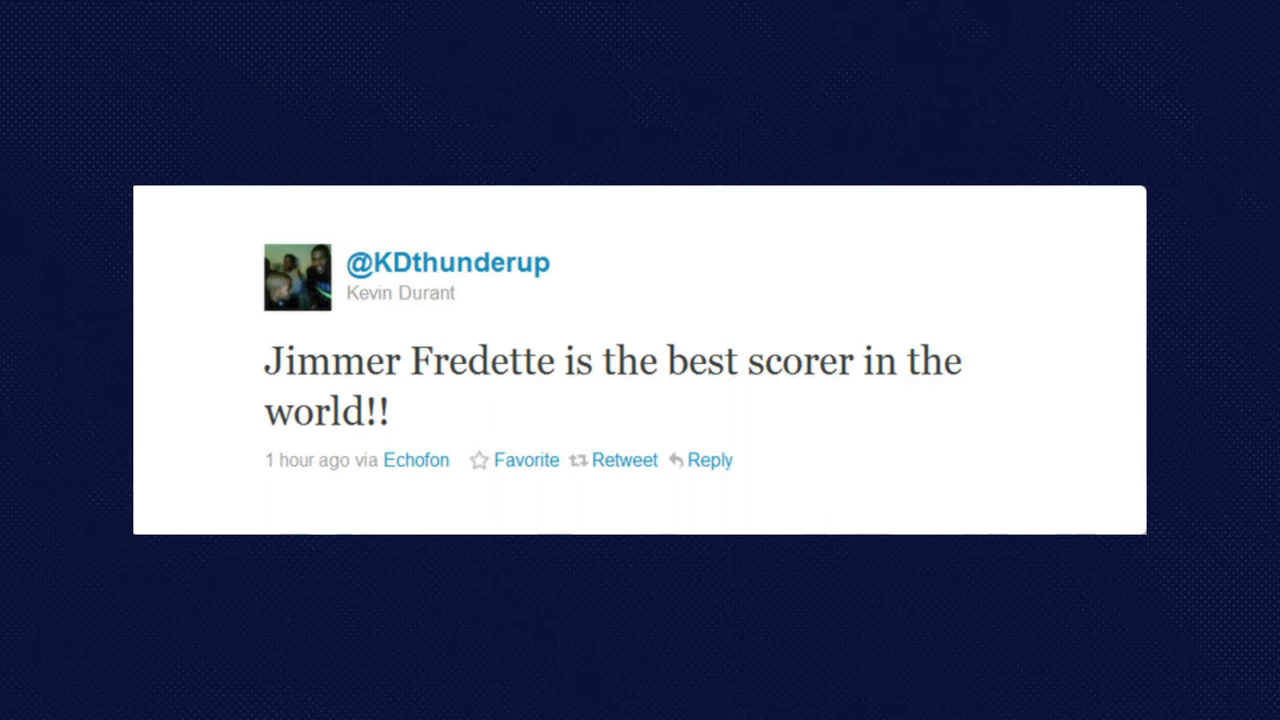 @KDthunderup
Kevin Durant
Jimmer Fredette is the best scorer in the
world!!
1 hour ago via Echofon Favorite Retweet Reply